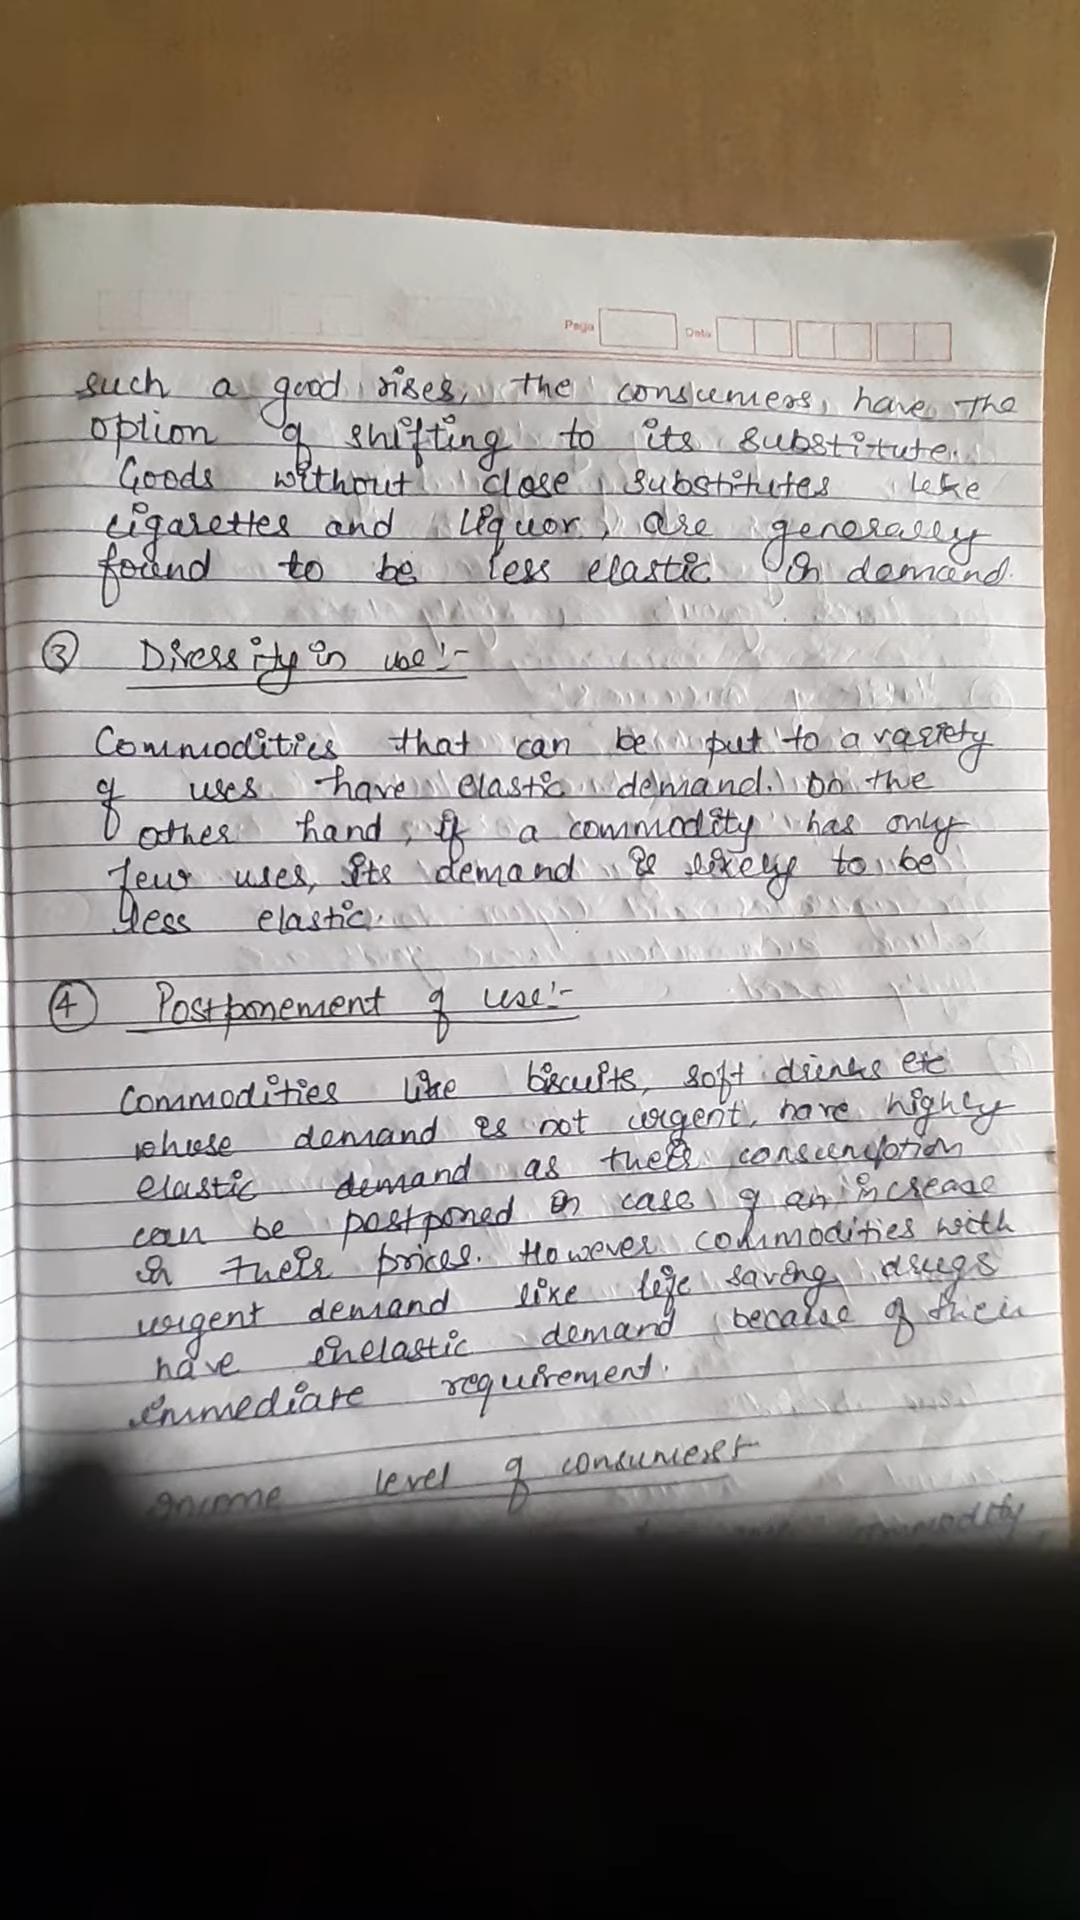 Page Date
such a good rises, the consumers, have the
option of shifting to its substitute.
Goods without close substitutes like
cigarettes and liquor, are generally
found to be less elastic in demand.
③ Diversity in use:-
Commodities that can be put to a variety
of uses have elastic demand. On the
other hand, if a commodity has only
few uses, its demand is likely to be
less elastic.
④ Postponement of use:-
Commodities like biscuits, soft drinks etc
whose demand is not urgent, have highly
elastic demand as their consumption
can be postponed in case of an increase
in their prices. However commodities with
urgent demand like life saving drugs
have inelastic demand because of their
immediate requirement.
Income level of consumers:-
commodity